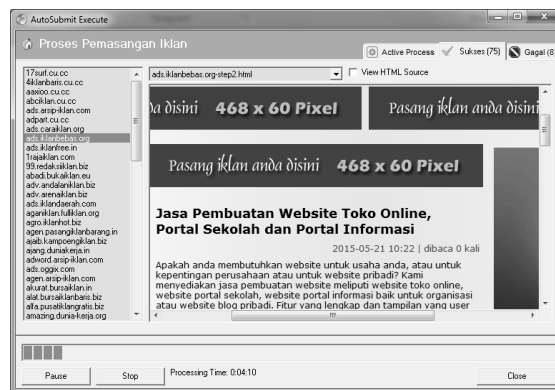 AutoSubmit Execute
Proses Pemasangan Iklan
Active Process
Sukses (75)
Gagal (8)
17surf.cu.cc
4iklanbaris.cu.cc
aaxioo.cu.cc
abciklan.cu.cc
ads.arsip-iklan.com
adpart.cu.cc
ads.caraiklan.org
ads.iklanbebas.org
ads.iklanfree.in
1rajaiklan.com
99.redaksiiklan.biz
abadi.bukaiklan.eu
adv.andalaniklan.biz
adv.arenaiklan.biz
ads.iklandaerah.com
aganiklan.fulliklan.org
agro.iklanhot.biz
agen.pasangiklanbarang.in
ajaib.kampoengiklan.biz
ajang.duniakerja.in
adword.arsip-iklan.com
ads.oggix.com
agen.arsip-iklan.com
akurat.bursaiklan.in
alat.bursaiklanbaris.biz
alfa.pusatiklangratis.biz
amazing.dunia-kerja.org
ads.iklanbebas.org-step2.html
View HTML Source
da disini 468 x 60 Pixel
Pasang iklan anda disin
Pasang iklan anda disini 468 x 60 Pixel
Jasa Pembuatan Website Toko Online,
Portal Sekolah dan Portal Informasi
2015-05-21 10:22 | dibaca 0 kali
Apakah anda membutuhkan website untuk usaha anda, atau untuk
kepentingan perusahaan atau untuk website pribadi? Kami
menyediakan jasa pembuatan website meliputi website toko online,
website portal sekolah, website portal informasi baik untuk organisasi
atau website blog pribadi. Fitur yang lengkap dan tampilan yang user
Pause
Stop
Processing Time: 0:04:10
Close